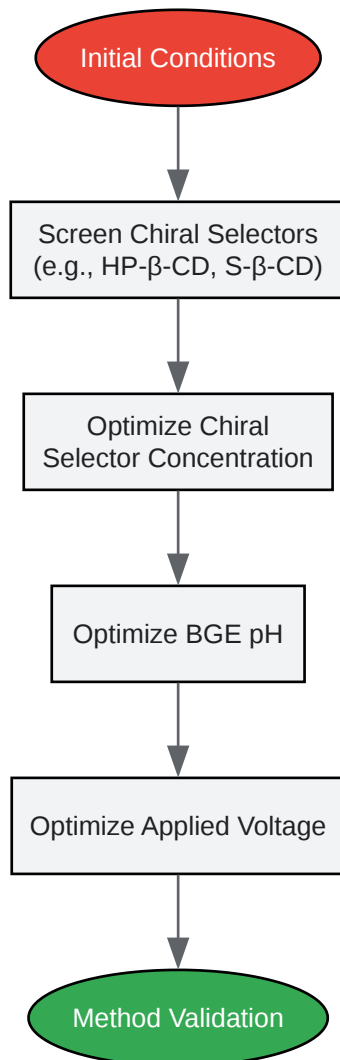 Initial Conditions
Screen Chiral Selectors
(e.g., HP-β-CD, S-β-CD)
Optimize Chiral
Selector Concentration
Optimize BGE pH
Optimize Applied Voltage
Method Validation